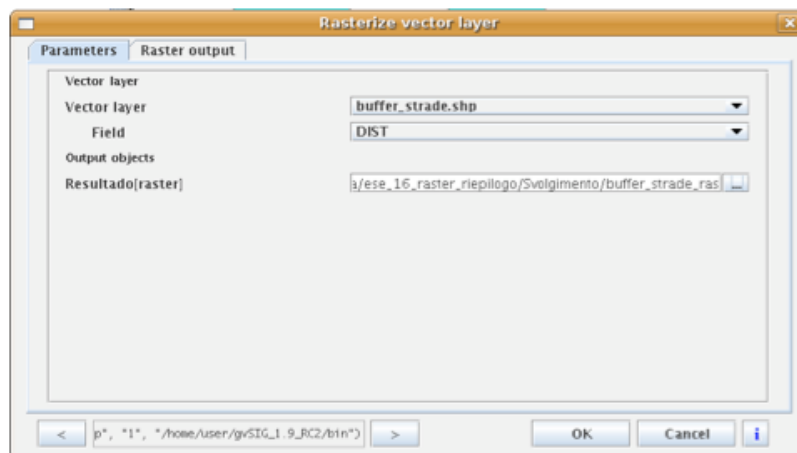 Rasterize vector layer
Parameters Raster output
Vector layer
Vector layer buffer_strade.shp
Field DIST
Output objects
Resultado[raster] a/ese_16_raster_riepilogo/Svolgimento/buffer_strade_ras ...
< p", "1", "/home/user/gvSIG_1.9_RC2/bin") > OK Cancel i